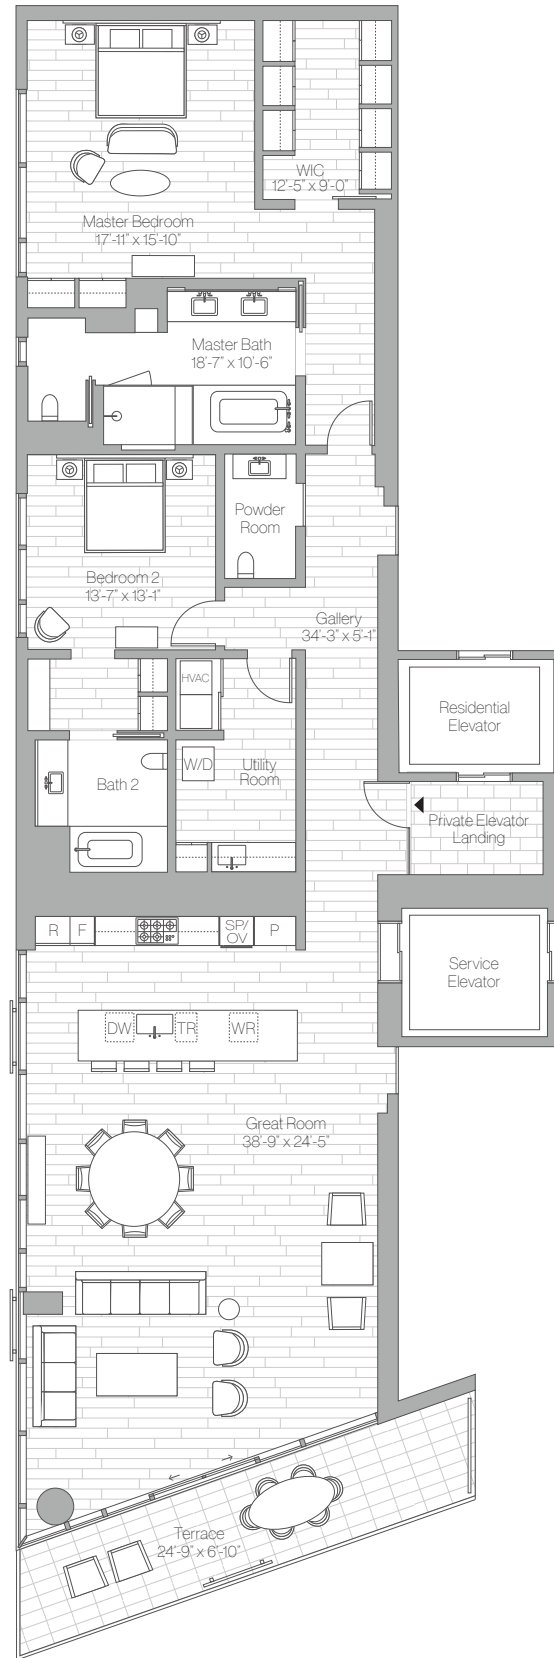 WIC
12'-5" x 9'-0"
Master Bedroom
17'-11" x 15'-10"
Master Bath
18'-7" x 10'-6"
Powder
Room
Bedroom 2
13'-7" x 13'-1"
Gallery
34'-3" x 5'-1"
HVAC
Residential
Elevator
W/D
Utility
Room
Bath 2
Private Elevator
Landing
R
F
SP/
OV
P
Service
Elevator
DW
TR
WR
Great Room
38'-9" x 24'-5"
Terrace
24'-9" x 6'-10"